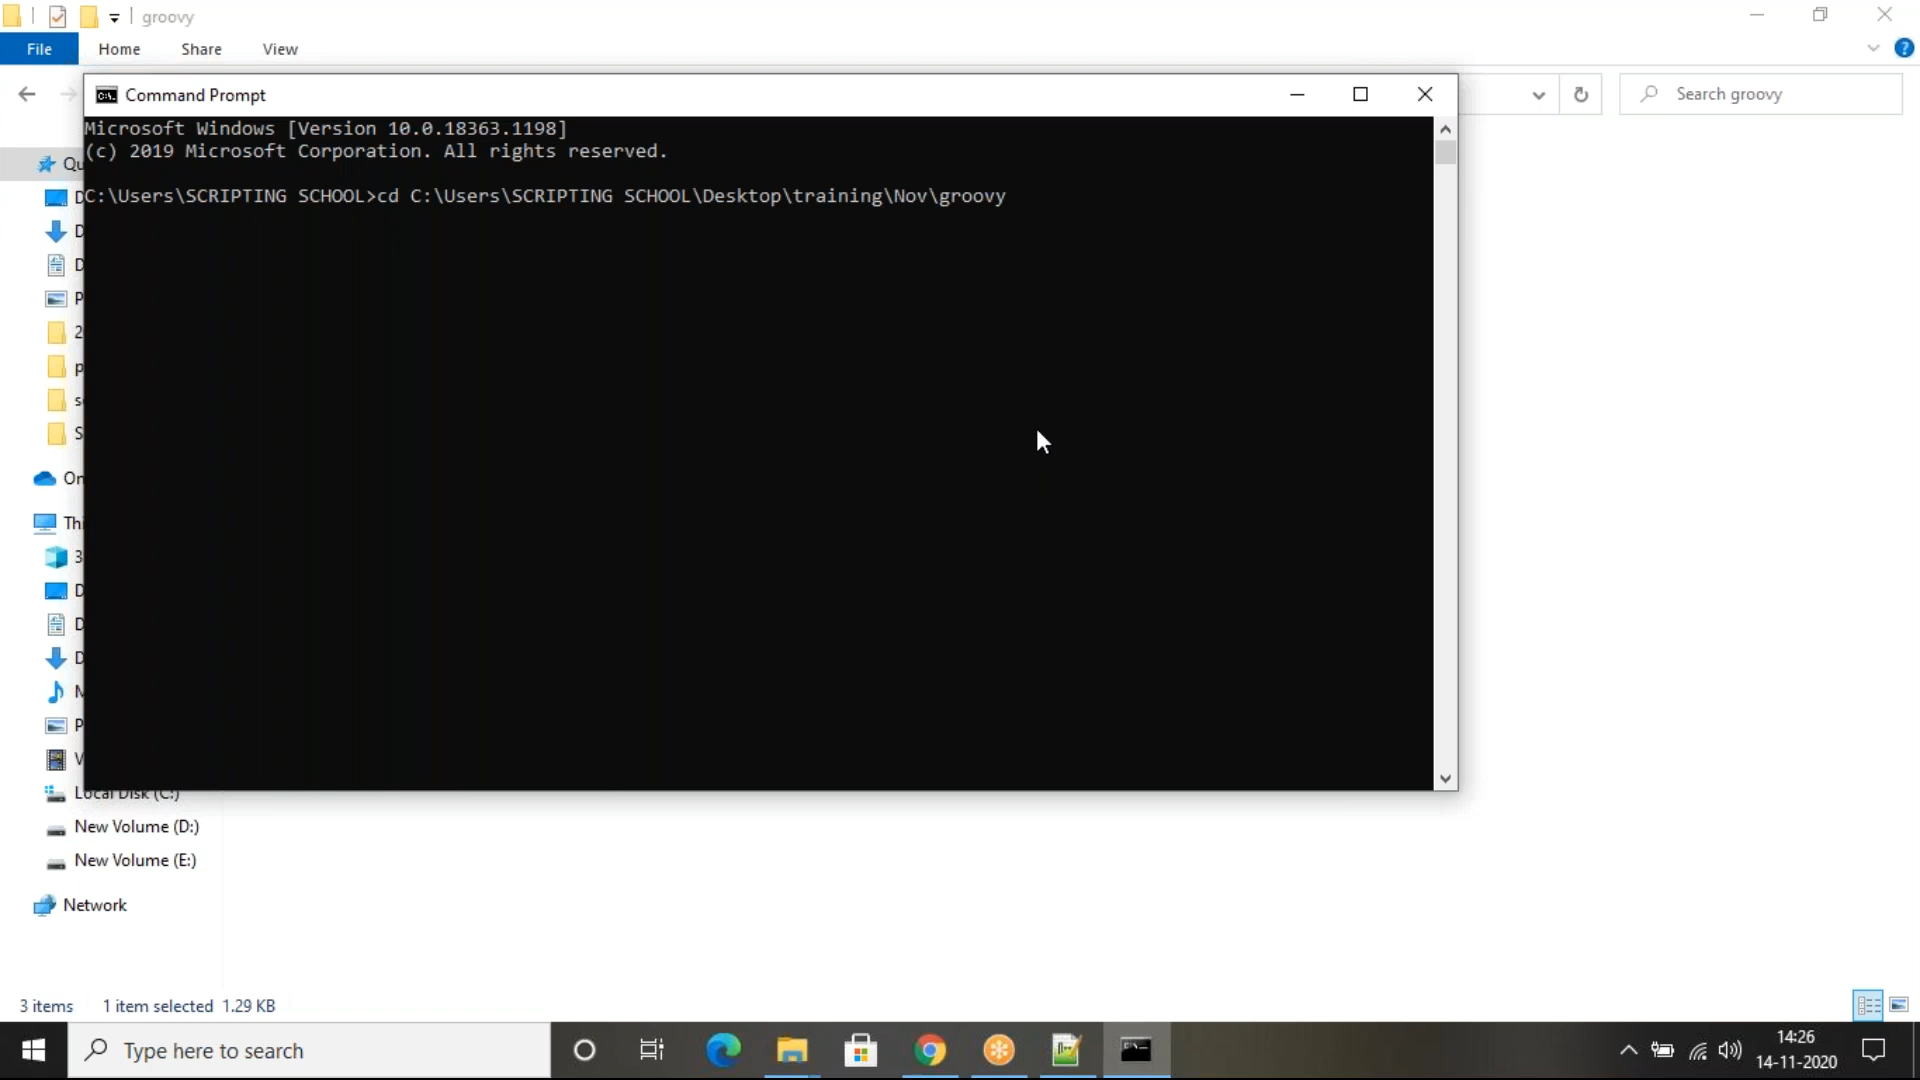 groovy
File Home Share View
Command Prompt
Search groovy
Microsoft Windows [Version 10.0.18363.1198]
(c) 2019 Microsoft Corporation. All rights reserved.
C:\Users\SCRIPTING SCHOOL>cd C:\Users\SCRIPTING SCHOOL\Desktop\training\Nov\groovy
Local Disk (C:)
New Volume (D:)
New Volume (E:)
Network
3 items 1 item selected 1.29 KB
Type here to search
14:26
14-11-2020